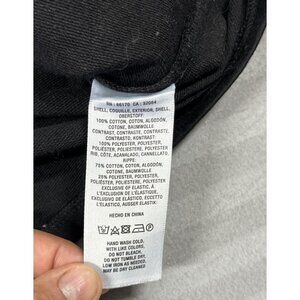 RN : 66170 CA : 32054
SHELL, COQUILLE, EXTERIOR, SHELL,
OBERSTOFF:
100% COTTON, COTON, ALGODÓN,
COTONE, BAUMWOLLE
CONTRAST, CONTRASTE, CONTRASTE,
CONTRASTO, KONTRAST:
100% POLYESTER, POLYESTER,
POLIÉSTER, POLIESTERE, POLYESTER
RIB, CÔTE, ACANALADO, CANNELLATO,
RIPPE:
75% COTTON, COTON, ALGODÓN,
COTONE, BAUMWOLLE
25% POLYESTER, POLYESTER,
POLIÉSTER, POLIESTERE, POLYESTER
EXCLUSIVE OF ELASTIC, À
L'EXCLUSION D'ÉLASTIQUE,
EXCLUSIVO DE ELÁSTICO, ECCETTO
L'ELASTICO, AUSSER ELASTIK:
HECHO EN CHINA
HAND WASH COLD,
WITH LIKE COLORS.
DO NOT BLEACH,
DO NOT TUMBLE DRY,
LOW IRON AS NEEDED.
MAY BE DRY CLEANED